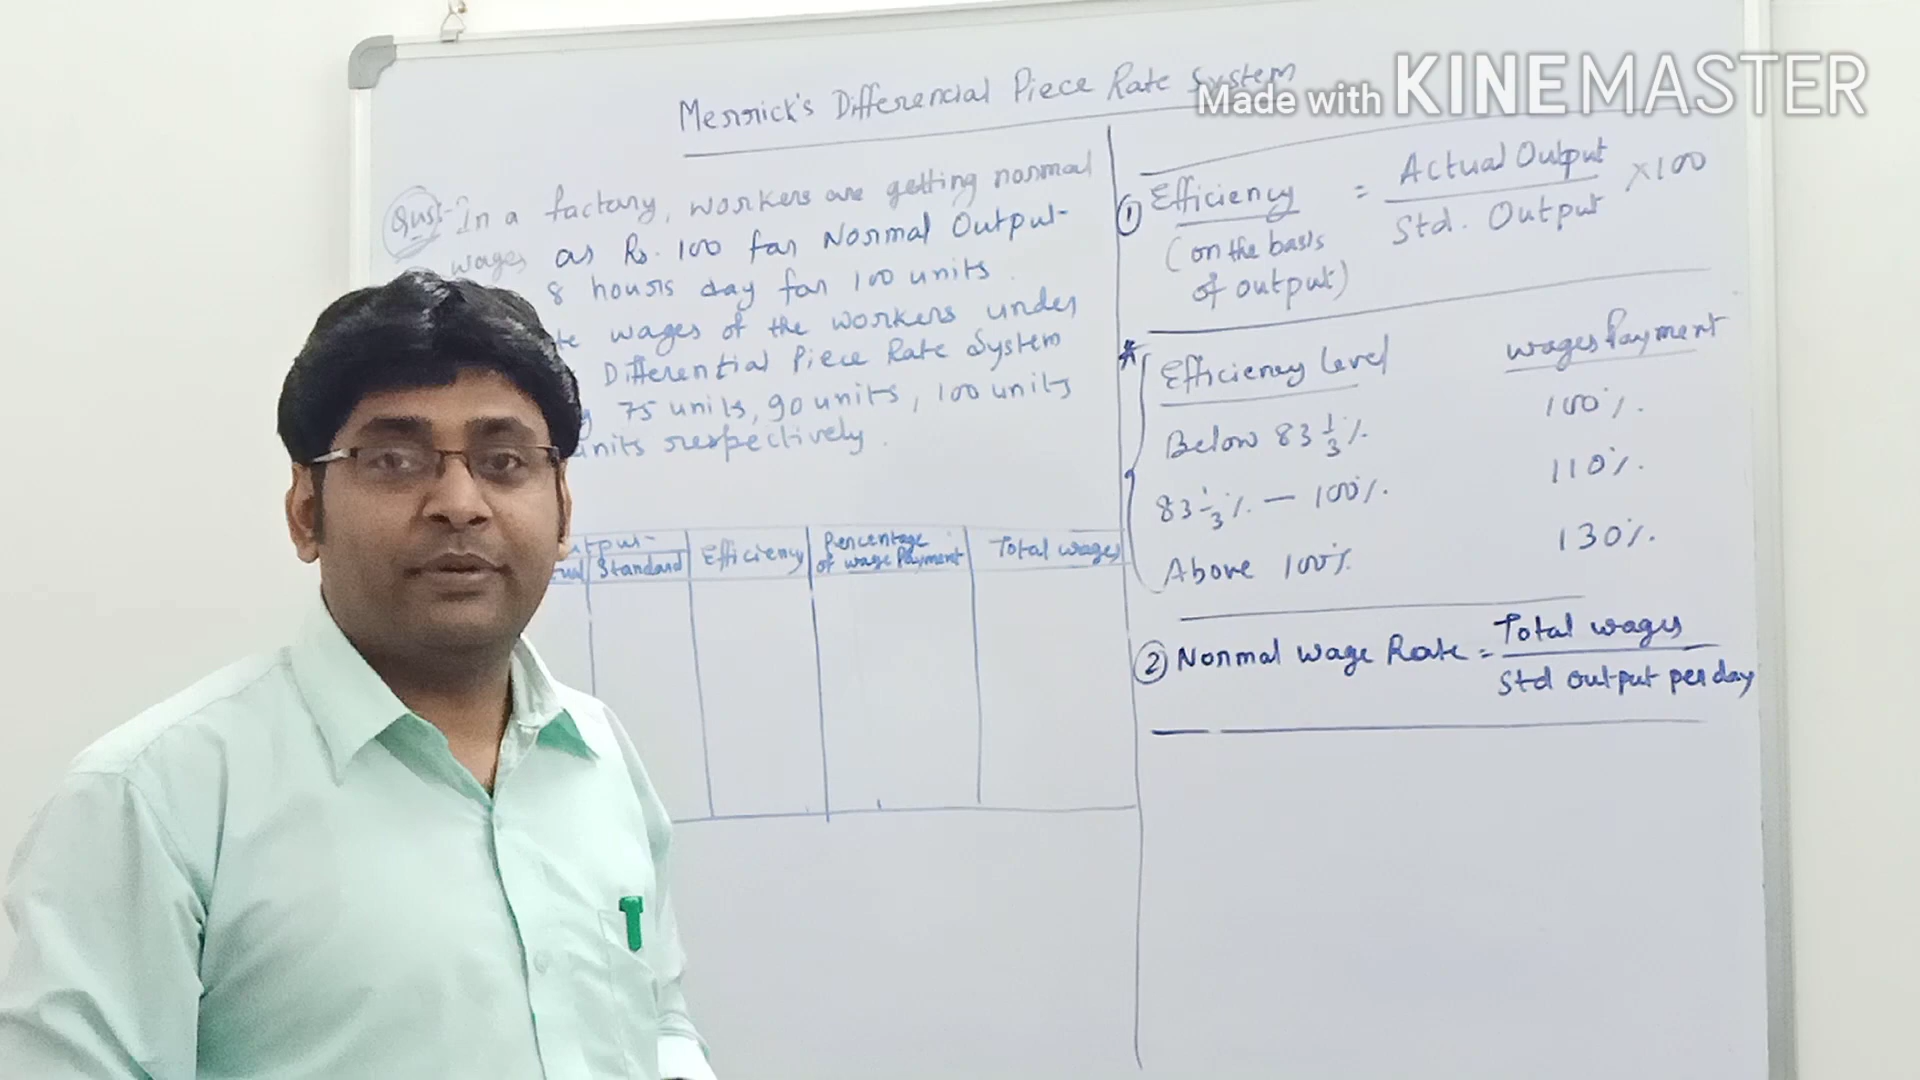 Merrick's Differencial Piece Rate System
Made with KINEMASTER
Qus:- In a factory, workers are getting normal
wages as Rs. 100 for Normal Output
8 hours day for 100 units.
wages of the workers under
Differential Piece Rate System
75 units, 90 units, 100 units
units respectively.
Standard
Efficiency
Percentage
of wage Payment
Total wages
① Efficiency = Actual Output / Std. Output × 100
(on the basis
of output)
* Efficieney Level wages Payment
Below 83 1/3 % 100%.
83 1/3 %. — 100%. 110%.
Above 100% 130%.
② Normal Wage Rate = Total wages / Std output per day